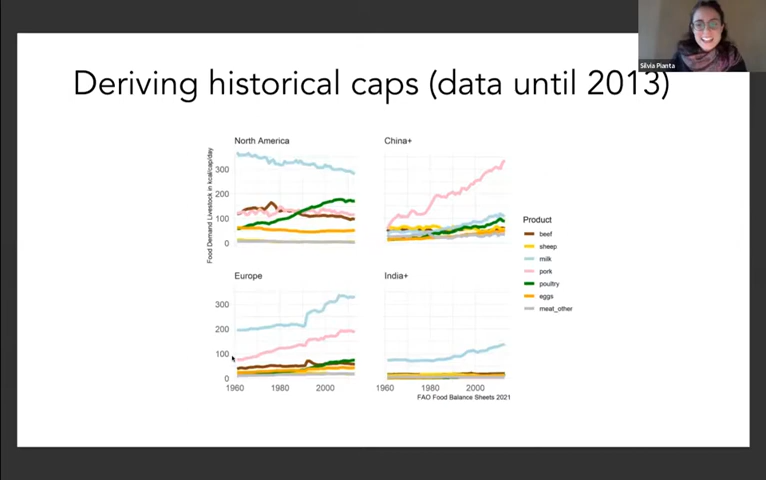 Silvia Pianta
Deriving historical caps (data until 2013)
North America
China+
Food Demand Livestock in kcal/cap/day
300
200
100
0
Product
beef
sheep
milk
pork
poultry
eggs
meat_other
Europe
India+
300
200
100
0
1960 1980 2000 1960 1980 2000
FAO Food Balance Sheets 2021